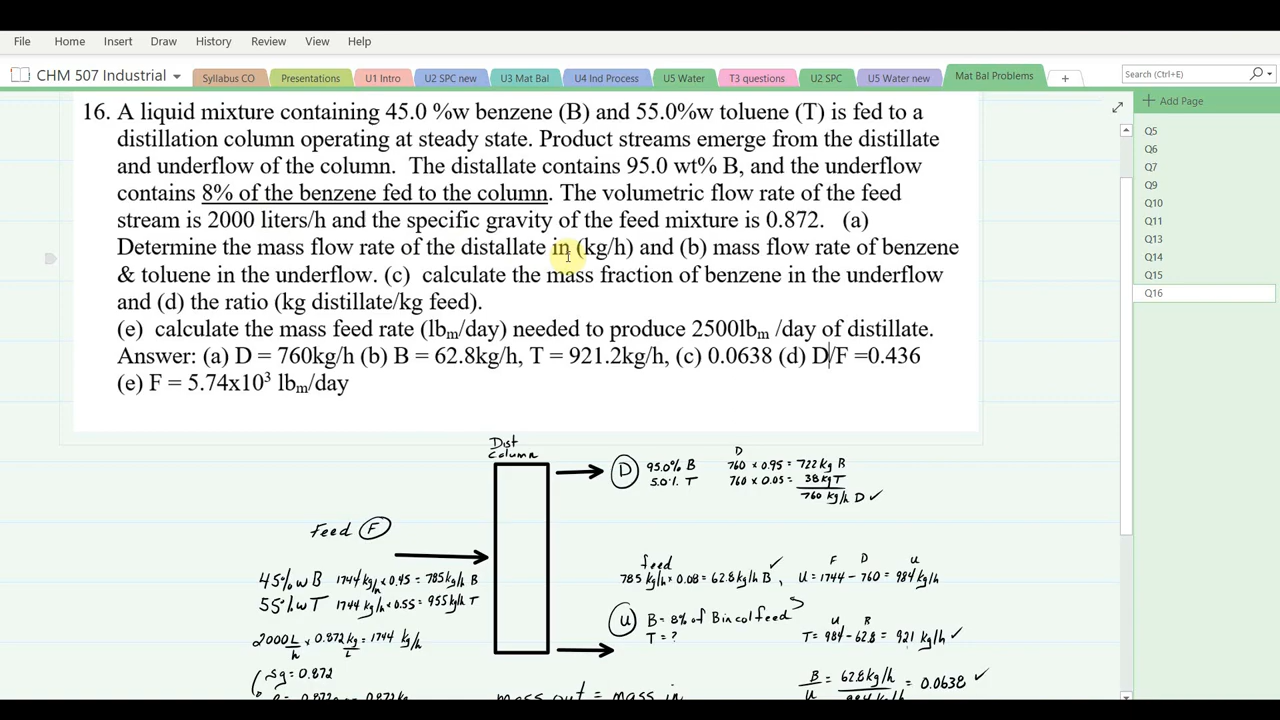 File Home Insert Draw History Review View Help
CHM 507 Industrial Syllabus CO Presentations U1 Intro U2 SPC new U3 Mat Bal U4 Ind Process U5 Water T3 questions U2 SPC U5 Water new Mat Bal Problems + Search (Ctrl+E)
+ Add Page
Q5
Q6
Q7
Q9
Q10
Q11
Q13
Q14
Q15
Q16
16. A liquid mixture containing 45.0 %w benzene (B) and 55.0%w toluene (T) is fed to a
distillation column operating at steady state. Product streams emerge from the distillate
and underflow of the column. The distallate contains 95.0 wt% B, and the underflow
contains 8% of the benzene fed to the column. The volumetric flow rate of the feed
stream is 2000 liters/h and the specific gravity of the feed mixture is 0.872. (a)
Determine the mass flow rate of the distallate in (kg/h) and (b) mass flow rate of benzene
& toluene in the underflow. (c) calculate the mass fraction of benzene in the underflow
and (d) the ratio (kg distillate/kg feed).
(e) calculate the mass feed rate (lbm/day) needed to produce 2500lbm /day of distillate.
Answer: (a) D = 760kg/h (b) B = 62.8kg/h, T = 921.2kg/h, (c) 0.0638 (d) D/F =0.436
(e) F = 5.74x10³ lbm/day
Dist
Column
D
95.0% B
5.0% T
D
760 x 0.95 = 722 kg B
760 x 0.05 = 38 kg T
760 kg/h D ✓
Feed F
45%w B 1744 kg/h x 0.45 = 785 kg/h B
55%w T 1744 kg/h x 0.55 = 955 kg/h T
2000 L/h x 0.872 kg/L = 1744 kg/h
sg = 0.872
feed
785 kg/h x 0.08 = 62.8 kg/h B ✓,
F D U
U = 1744 - 760 = 984 kg/h
U B = 8% of B in col feed
T = ?
U B
T = 984 - 62.8 = 921 kg/h ✓
B/U = 62.8 kg/h / 984 kg/h = 0.0638 ✓
mass out = mass in